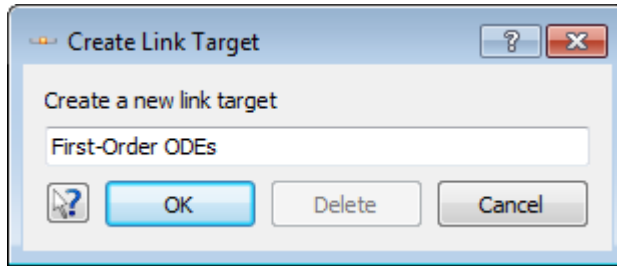 Create Link Target
Create a new link target
First-Order ODEs
OK Delete Cancel